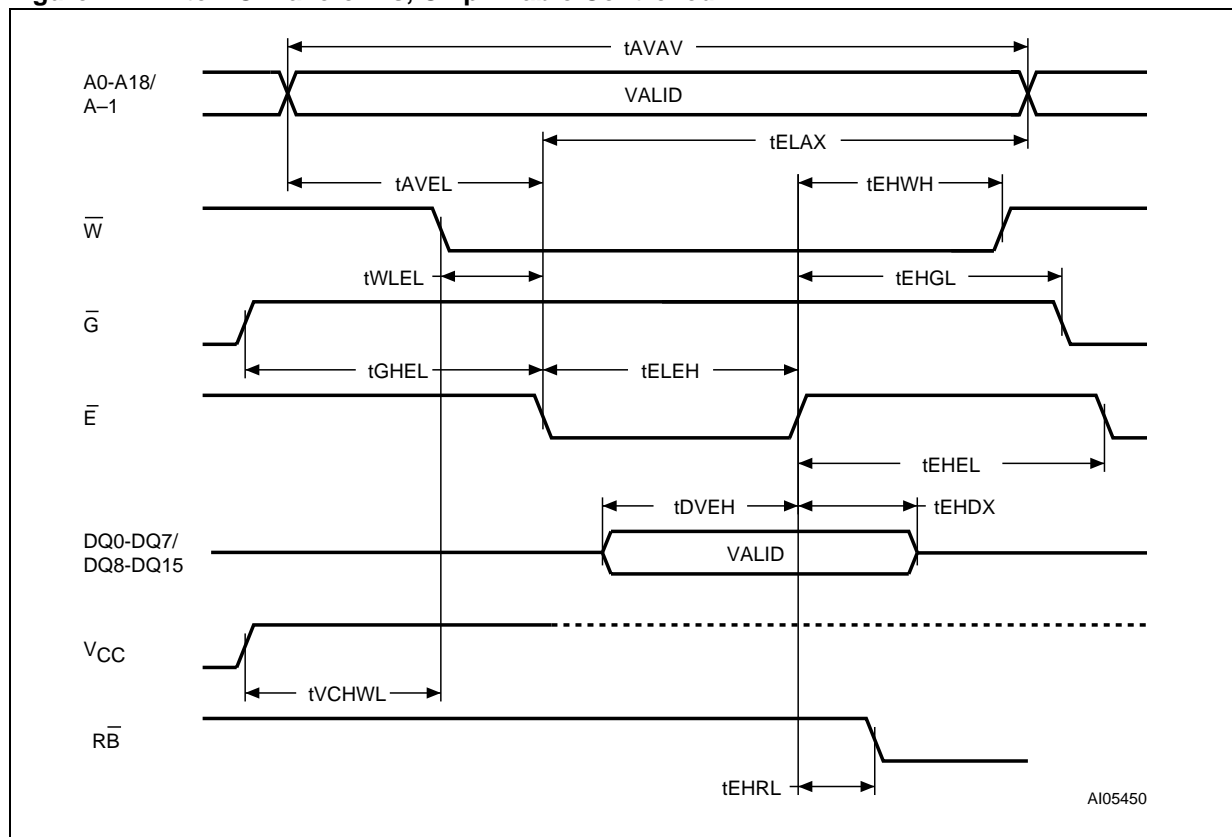 tAVAV
A0-A18/
A–1
VALID
tELAX
tAVEL
tEHWH
W̅
tWLEL
tEHGL
G̅
tGHEL
tELEH
E̅
tEHEL
tDVEH
tEHDX
DQ0-DQ7/
DQ8-DQ15
VALID
VCC
tVCHWL
RB̅
tEHRL
AI05450